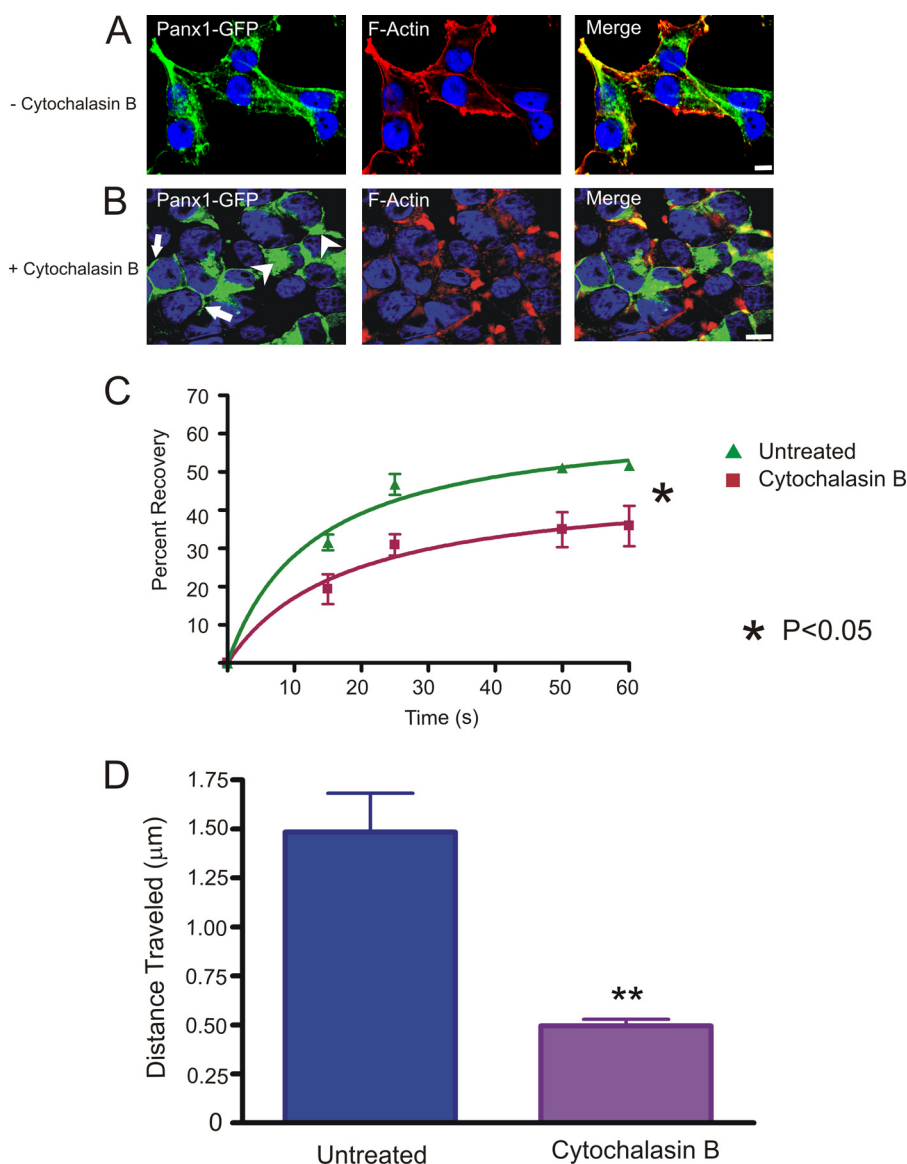 A
Panx1-GFP
F-Actin
Merge
- Cytochalasin B
B
Panx1-GFP
F-Actin
Merge
+ Cytochalasin B
C
70
60
50
40
30
20
10
Percent Recovery
10 20 30 40 50 60
Time (s)
Untreated
Cytochalasin B
*
* P<0.05
D
1.75
1.50
1.25
1.00
0.75
0.50
0.25
0
Distance Traveled (μm)
**
Untreated
Cytochalasin B